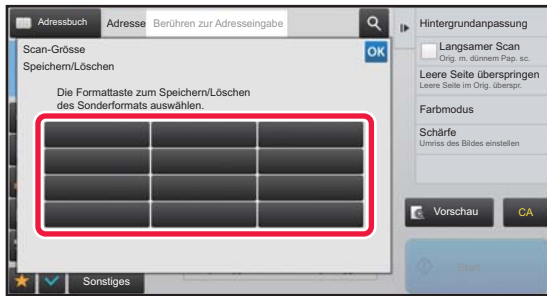 Adressbuch
Adresse
Berühren zur Adresseingabe
Scan-Grösse
OK
Speichern/Löschen
Die Formattaste zum Speichern/Löschen
des Sonderformats auswählen.
Hintergrundanpassung
Langsamer Scan
Orig. m. dünnem Pap. sc.
Leere Seite überspringen
Leere Seite im Orig. überspr.
Farbmodus
Schärfe
Umriss des Bildes einstellen
Vorschau
CA
Sonstiges
Start